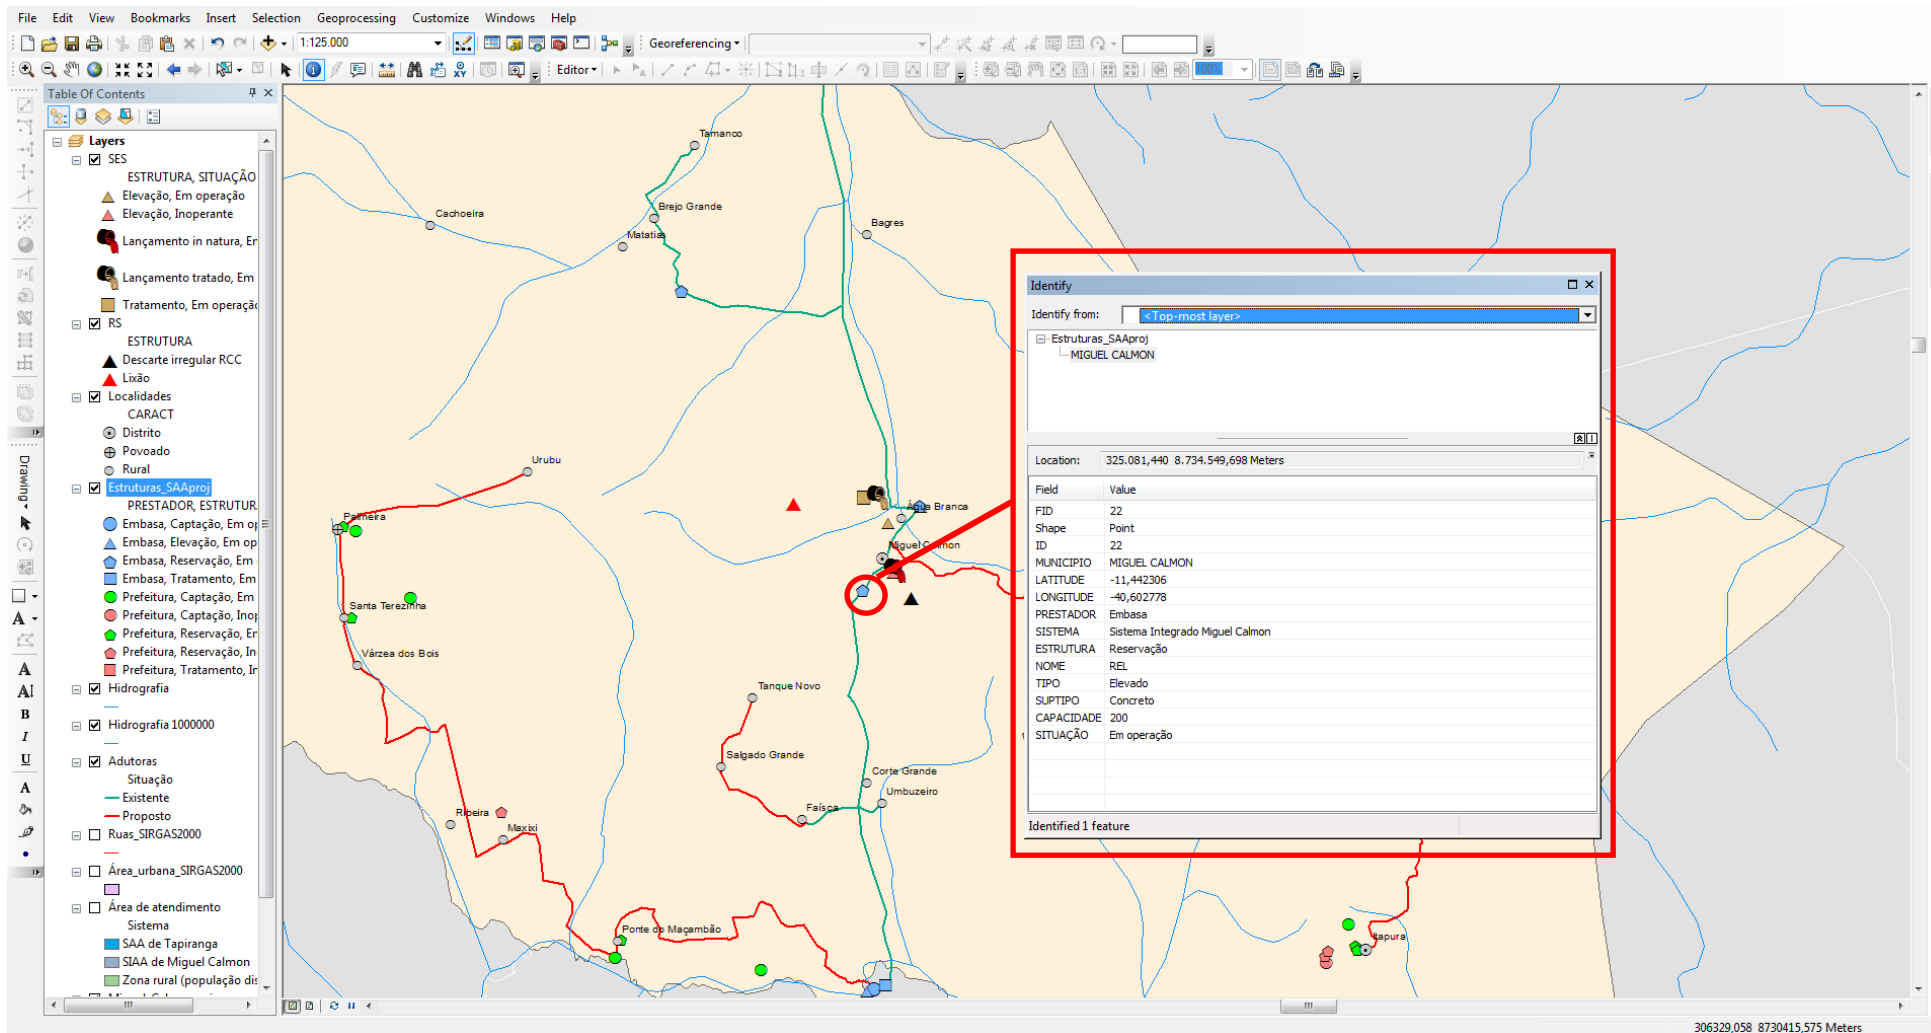 File Edit View Bookmarks Insert Selection Geoprocessing Customize Windows Help
1:125.000
Georeferencing
Editor
100%
Table Of Contents
Layers
SES
ESTRUTURA, SITUAÇÃO
Elevação, Em operação
Elevação, Inoperante
Lançamento in natura, Er
Lançamento tratado, Em
Tratamento, Em operação
RS
ESTRUTURA
Descarte irregular RCC
Lixão
Localidades
CARACT
Distrito
Povoado
Rural
Estruturas_SAAproj
PRESTADOR, ESTRUTUR
Embasa, Captação, Em op
Embasa, Elevação, Em op
Embasa, Reservação, Em
Embasa, Tratamento, Em
Prefeitura, Captação, Em
Prefeitura, Captação, Inop
Prefeitura, Reservação, Er
Prefeitura, Reservação, In
Prefeitura, Tratamento, Ir
Hidrografia
Hidrografia 1000000
Adutoras
Situação
Existente
Proposto
Ruas_SIRGAS2000
Área_urbana_SIRGAS2000
Área de atendimento
Sistema
SAA de Tapiranga
SIAA de Miguel Calmon
Zona rural (população dis
Drawing
A
A
A
B
I
U
A
Tamanco
Cachoeira
Brejo Grande
Matatias
Bagres
Urubu
Palmeira
Água Branca
Miguel Calmon
Santa Terezinha
Várzea dos Bois
Tanque Novo
Salgado Grande
Corte Grande
Umbuzeiro
Faísca
Ribeira
Maxixi
Ponte do Maçambão
Itapura
Identify
Identify from: <Top-most layer>
Estruturas_SAAproj
MIGUEL CALMON
Location: 325.081,440 8.734.549,698 Meters
Field Value
FID 22
Shape Point
ID 22
MUNICIPIO MIGUEL CALMON
LATITUDE -11,442306
LONGITUDE -40,602778
PRESTADOR Embasa
SISTEMA Sistema Integrado Miguel Calmon
ESTRUTURA Reservação
NOME REL
TIPO Elevado
SUPTIPO Concreto
CAPACIDADE 200
SITUAÇÃO Em operação
Identified 1 feature
306329,058 8730415,575 Meters